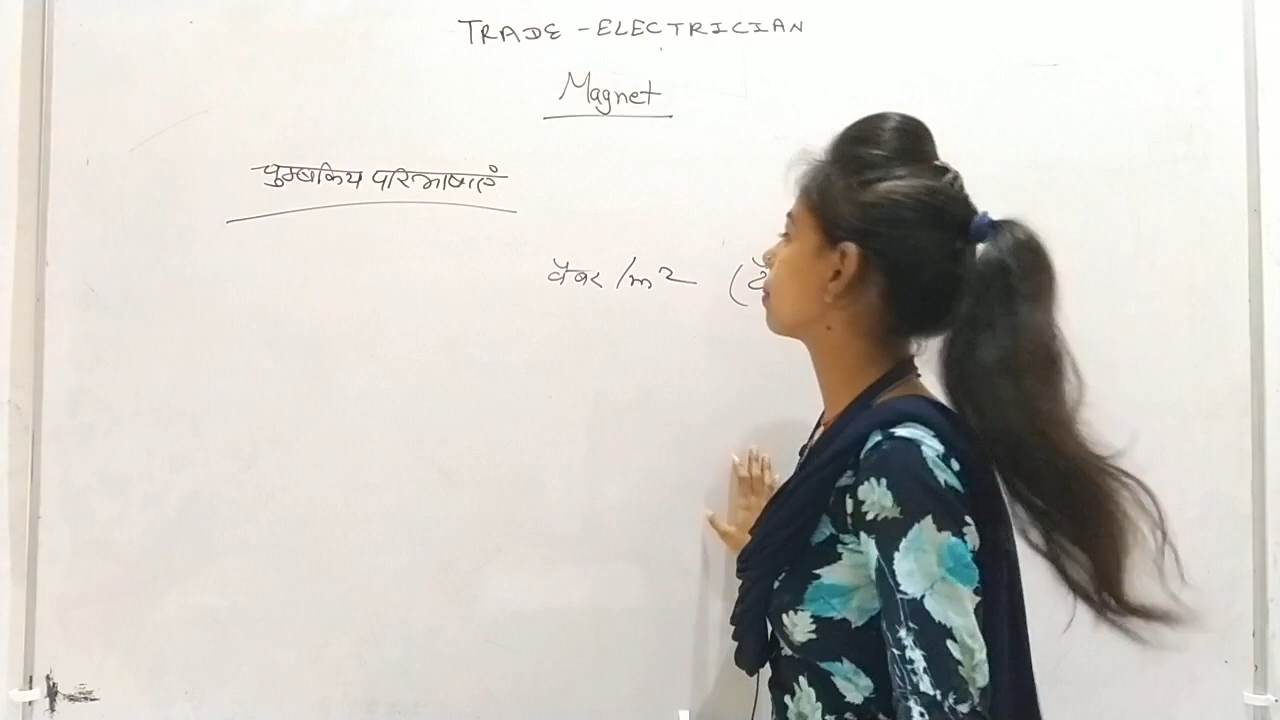 TRADE - ELECTRICIAN
Magnet
चुम्बकिय परिभाषाएं
वेबर /m²